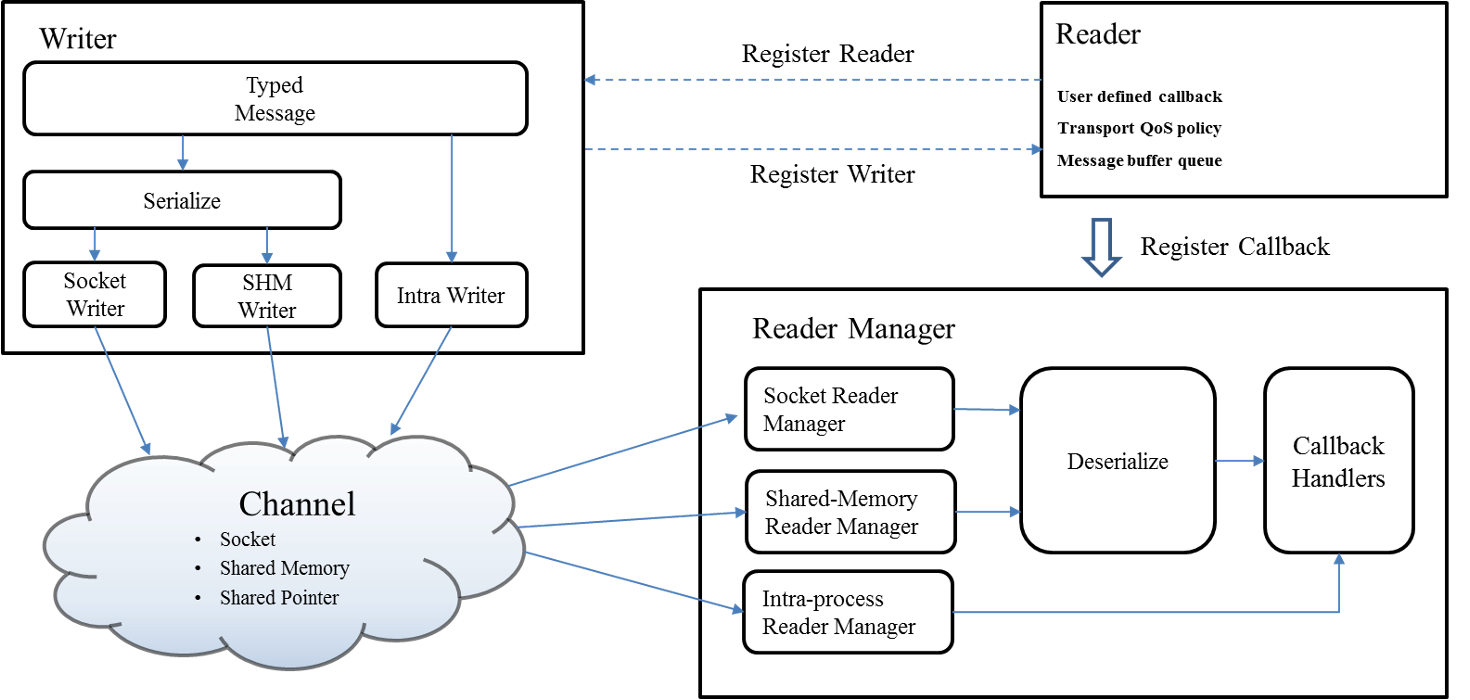 Writer
Typed
Message
Serialize
Socket
Writer
SHM
Writer
Intra Writer
Register Reader
Register Writer
Reader
User defined callback
Transport QoS policy
Message buffer queue
Register Callback
Channel
• Socket
• Shared Memory
• Shared Pointer
Reader Manager
Socket Reader
Manager
Shared-Memory
Reader Manager
Intra-process
Reader Manager
Deserialize
Callback
Handlers